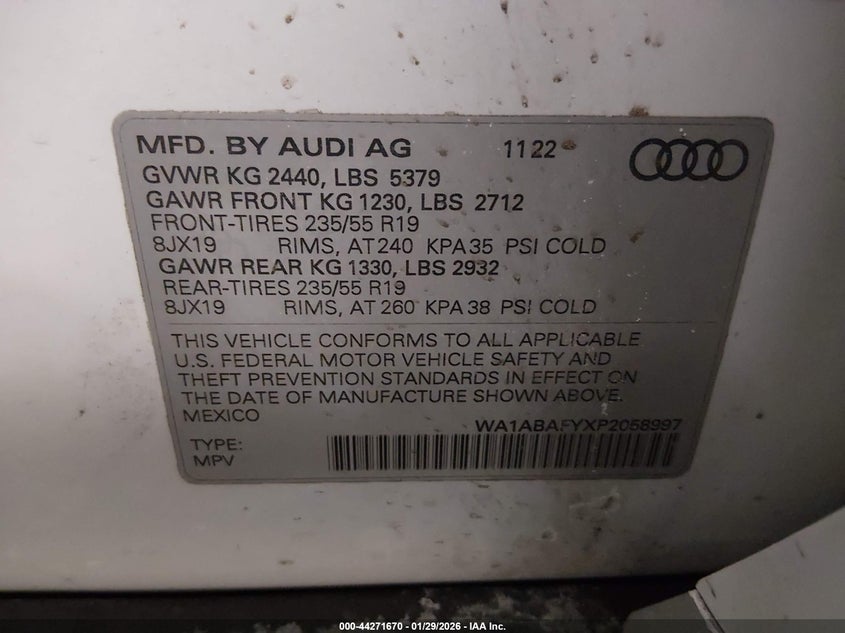 MFD. BY AUDI AG 11 22
GVWR KG 2440, LBS 5379
GAWR FRONT KG 1230, LBS 2712
FRONT-TIRES 235/55 R19
8JX19 RIMS, AT 240 KPA 35 PSI COLD
GAWR REAR KG 1330, LBS 2932
REAR-TIRES 235/55 R19
8JX19 RIMS, AT 260 KPA 38 PSI COLD
THIS VEHICLE CONFORMS TO ALL APPLICABLE
U.S. FEDERAL MOTOR VEHICLE SAFETY AND
THEFT PREVENTION STANDARDS IN EFFECT ON
THE DATE OF MANUFACTURE SHOWN ABOVE.
MEXICO
WA1ABAFYXP2058997
TYPE:
MPV
000-44271670 - 01/29/2026 - IAA Inc.